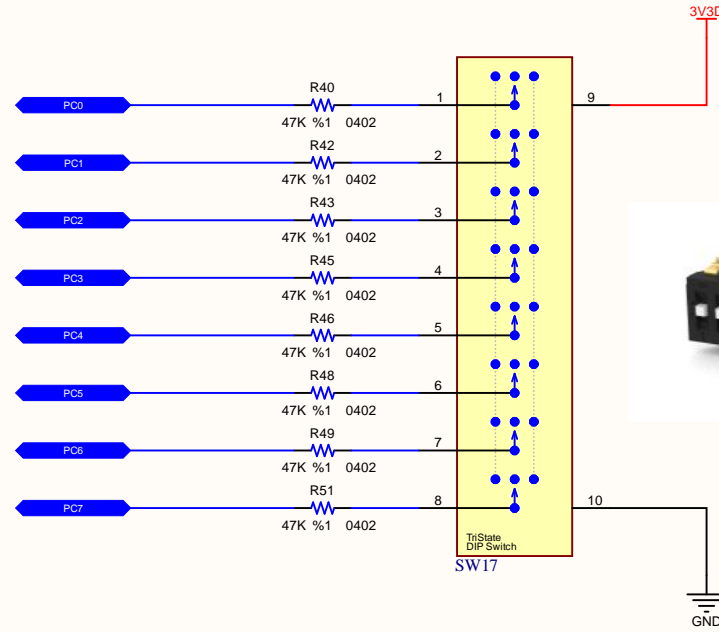 3V3D
R40
PC0
1
9
47K %1 0402
R42
PC1
2
47K %1 0402
R43
PC2
3
47K %1 0402
R45
PC3
4
47K %1 0402
R46
PC4
5
47K %1 0402
R48
PC5
6
47K %1 0402
R49
PC6
7
47K %1 0402
R51
PC7
8
10
47K %1 0402
TriState
DIP Switch
SW17
GND